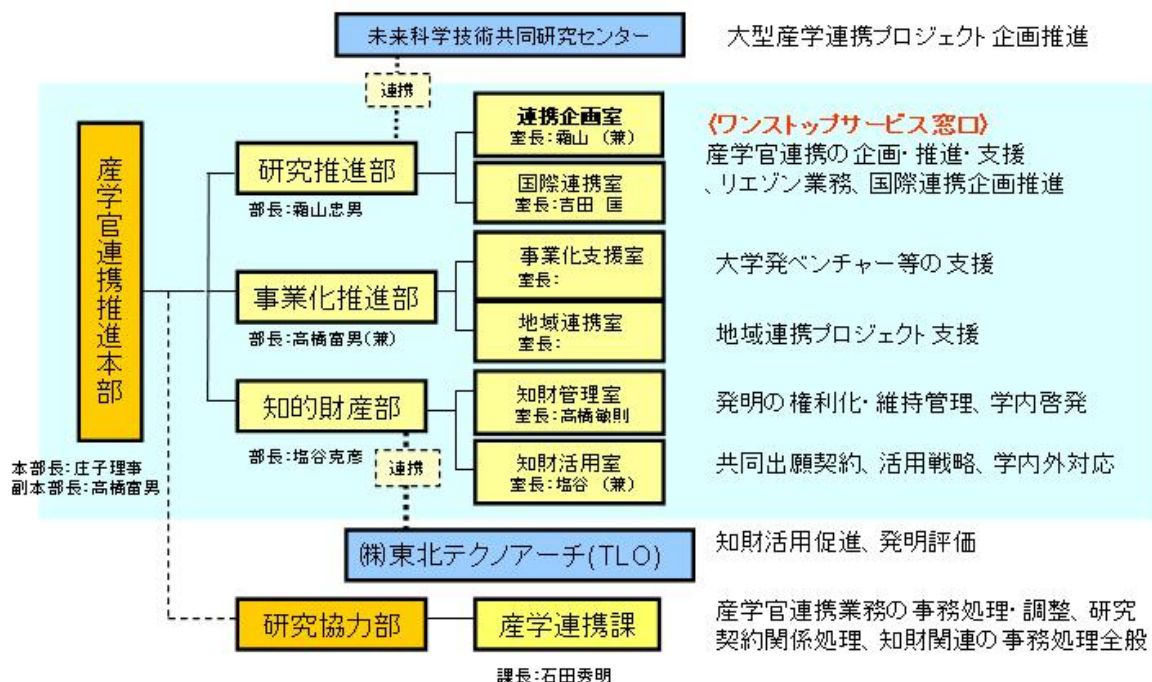 未来科学技術共同研究センター
大型産学連携プロジェクト企画推進
連携
産学官連携推進本部
本部長:庄子理事
副本部長:高橋富男
研究推進部
部長:霜山忠男
連携企画室
室長:霜山 (兼)
国際連携室
室長:吉田 匡
〈ワンストップサービス窓口〉
産学官連携の企画・推進・支援
、リエゾン業務、国際連携企画推進
事業化推進部
部長:高橋富男(兼)
事業化支援室
室長:
大学発ベンチャー等の支援
地域連携室
室長:
地域連携プロジェクト支援
知的財産部
部長:塩谷克彦
知財管理室
室長:高橋敏則
発明の権利化・維持管理、学内啓発
連携
知財活用室
室長:塩谷 (兼)
共同出願契約、活用戦略、学内外対応
㈱東北テクノアーチ(TLO)
知財活用促進、発明評価
研究協力部
産学連携課
課長:石田秀明
産学官連携業務の事務処理・調整、研究
契約関係処理、知財関連の事務処理全般